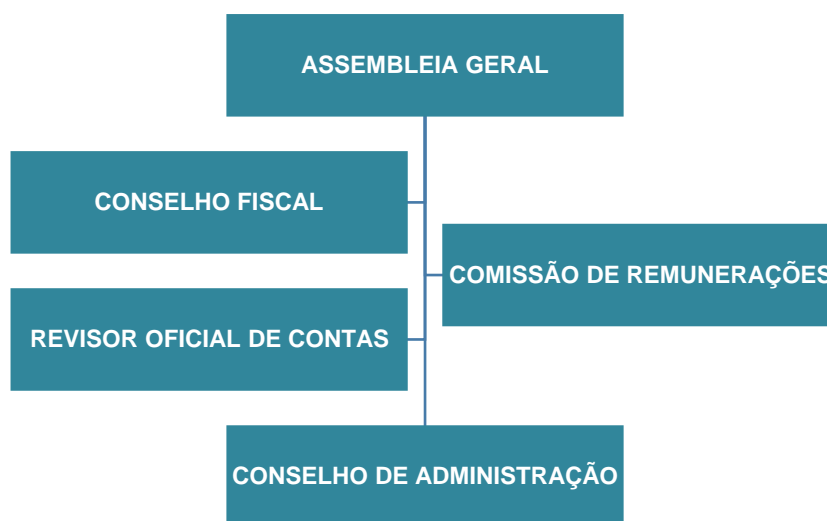 ASSEMBLEIA GERAL
CONSELHO FISCAL
COMISSÃO DE REMUNERAÇÕES
REVISOR OFICIAL DE CONTAS
CONSELHO DE ADMINISTRAÇÃO